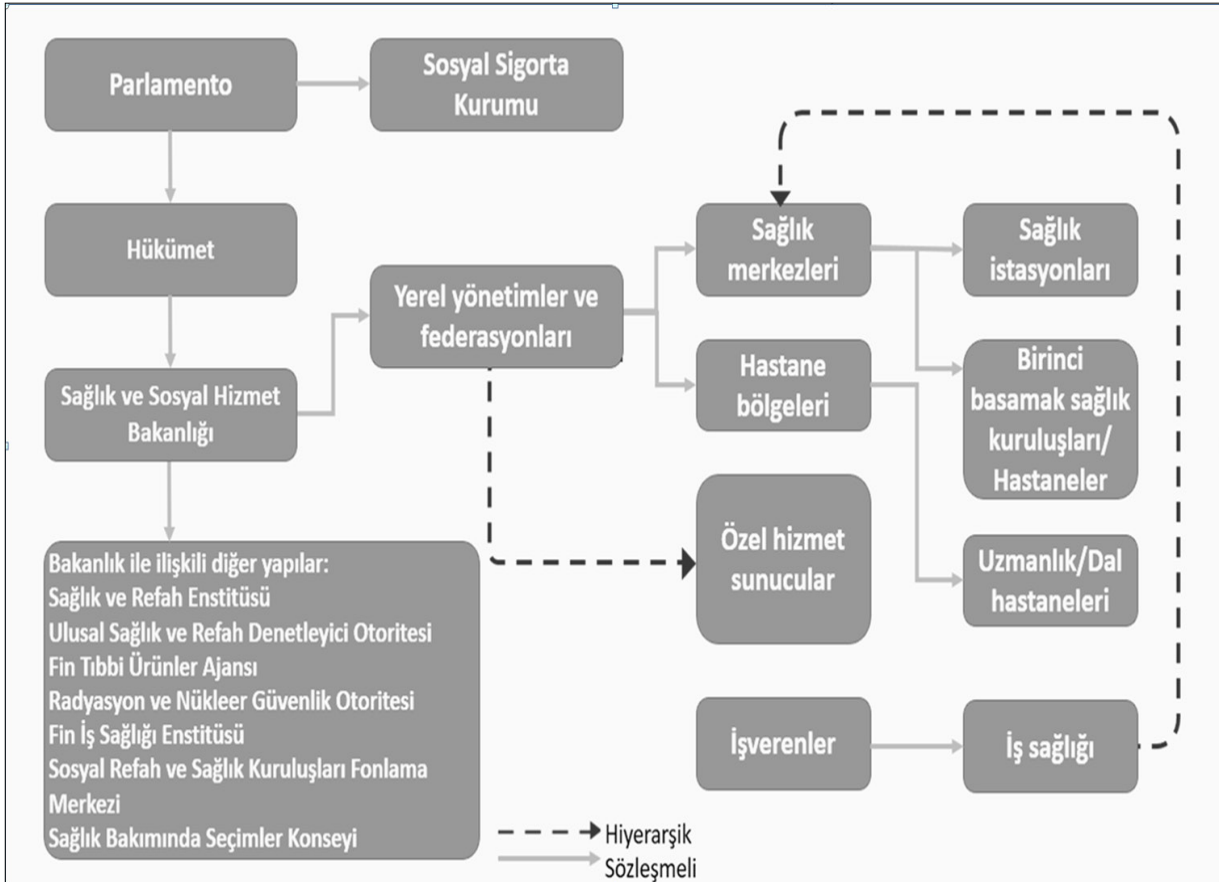 Parlamento
Sosyal Sigorta
Kurumu
Hükümet
Sağlık ve Sosyal Hizmet
Bakanlığı
Yerel yönetimler ve
federasyonları
Sağlık
merkezleri
Sağlık
istasyonları
Hastane
bölgeleri
Birinci
basamak sağlık
kuruluşları/
Hastaneler
Özel hizmet
sunucular
Uzmanlık/Dal
hastaneleri
İşverenler
İş sağlığı
Bakanlık ile ilişkili diğer yapılar:
Sağlık ve Refah Enstitüsü
Ulusal Sağlık ve Refah Denetleyici Otoritesi
Fin Tıbbi Ürünler Ajansı
Radyasyon ve Nükleer Güvenlik Otoritesi
Fin İş Sağlığı Enstitüsü
Sosyal Refah ve Sağlık Kuruluşları Fonlama
Merkezi
Sağlık Bakımında Seçimler Konseyi
Hiyerarşik
Sözleşmeli